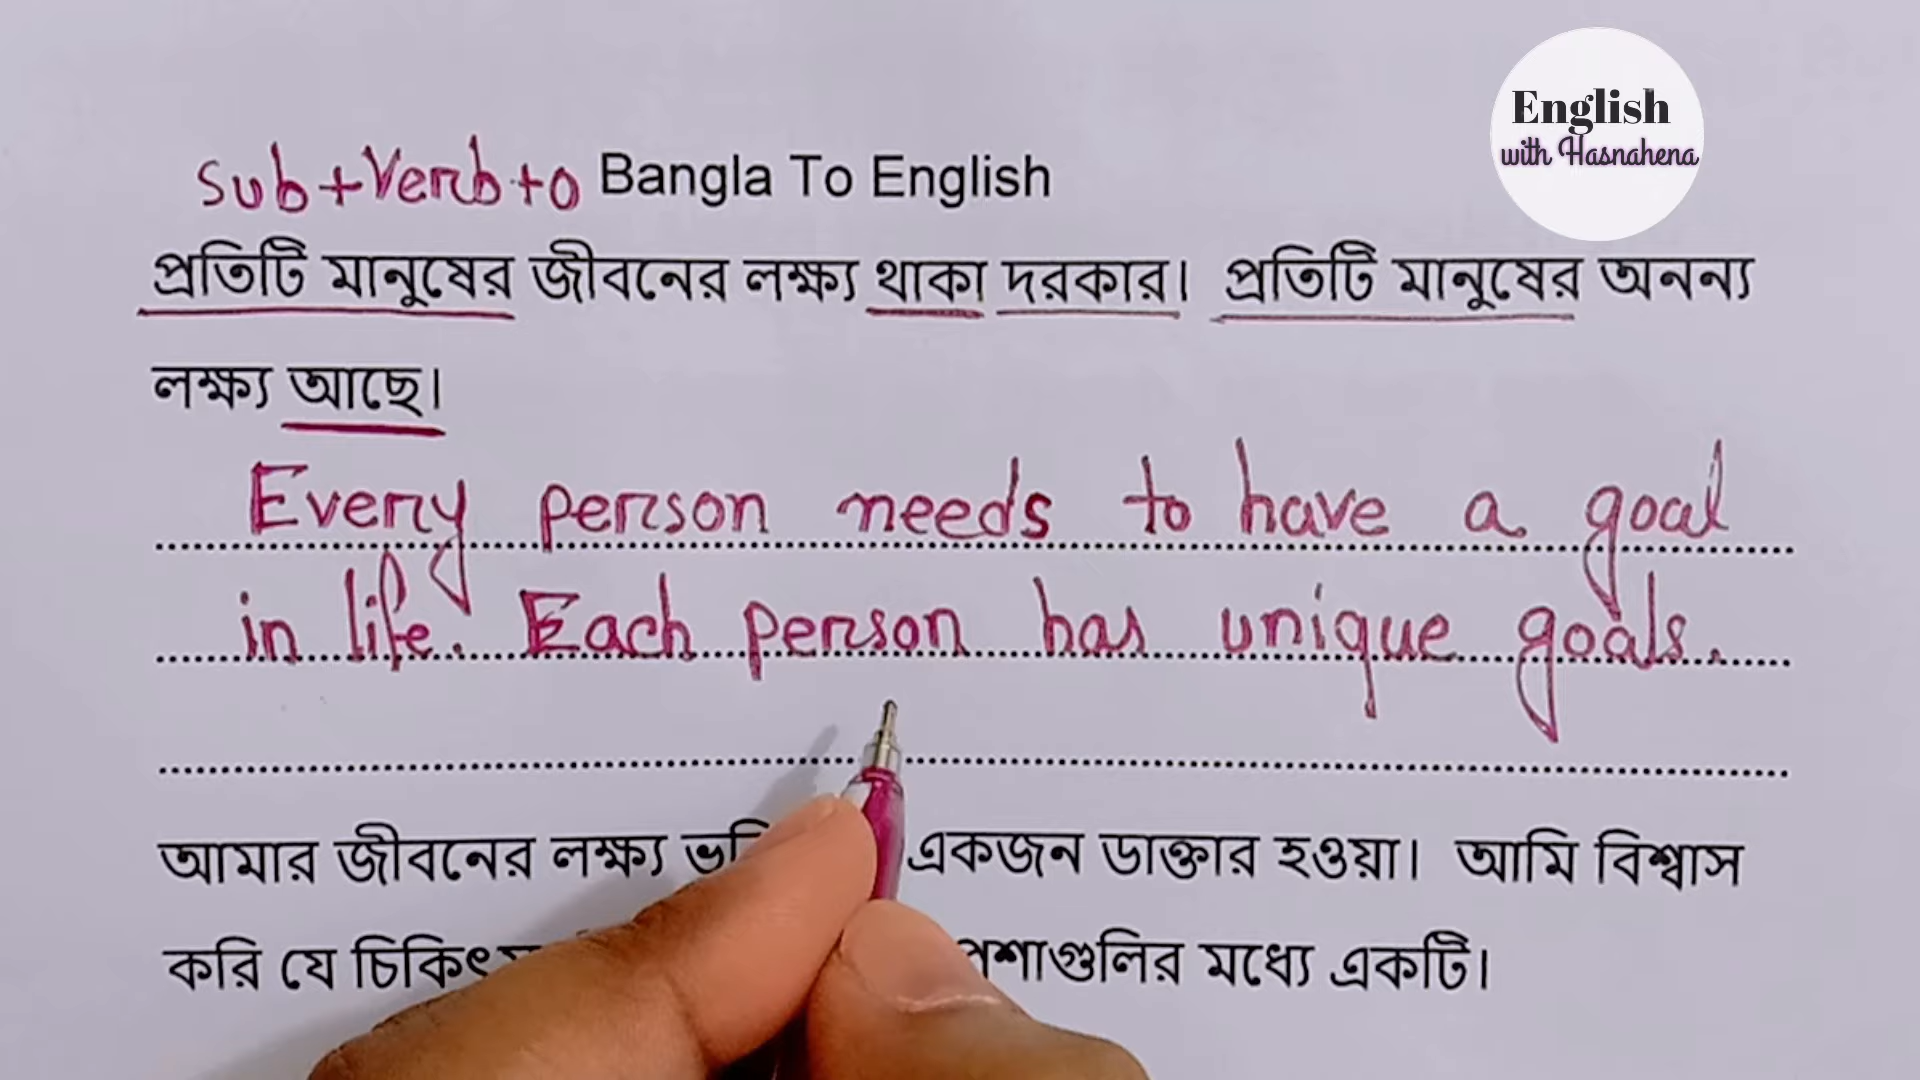 English
with Hasnahena
Sub+Verb+o Bangla To English
প্রতিটি মানুষের জীবনের লক্ষ্য থাকা দরকার। প্রতিটি মানুষের অনন্য
লক্ষ্য আছে।
Every person needs to have a goal
in life. Each person has unique goals.
আমার জীবনের লক্ষ্য একজন ডাক্তার হওয়া। আমি বিশ্বাস
করি যে মধ্যে একটি।